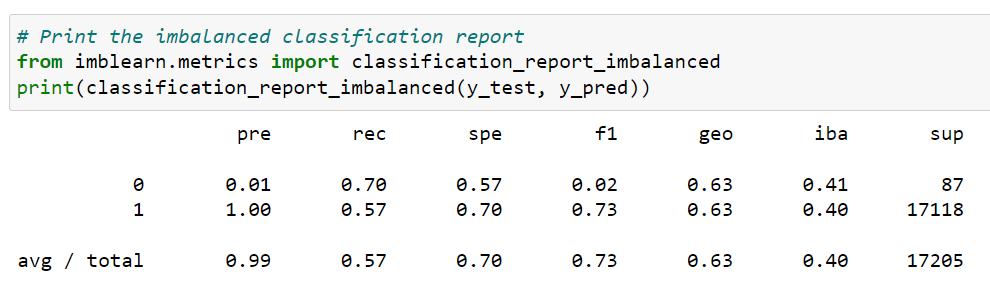 # Print the imbalanced classification report
from imblearn.metrics import classification_report_imbalanced
print(classification_report_imbalanced(y_test, y_pred))
pre rec spe f1 geo iba sup
0 0.01 0.70 0.57 0.02 0.63 0.41 87
1 1.00 0.57 0.70 0.73 0.63 0.40 17118
avg / total 0.99 0.57 0.70 0.73 0.63 0.40 17205